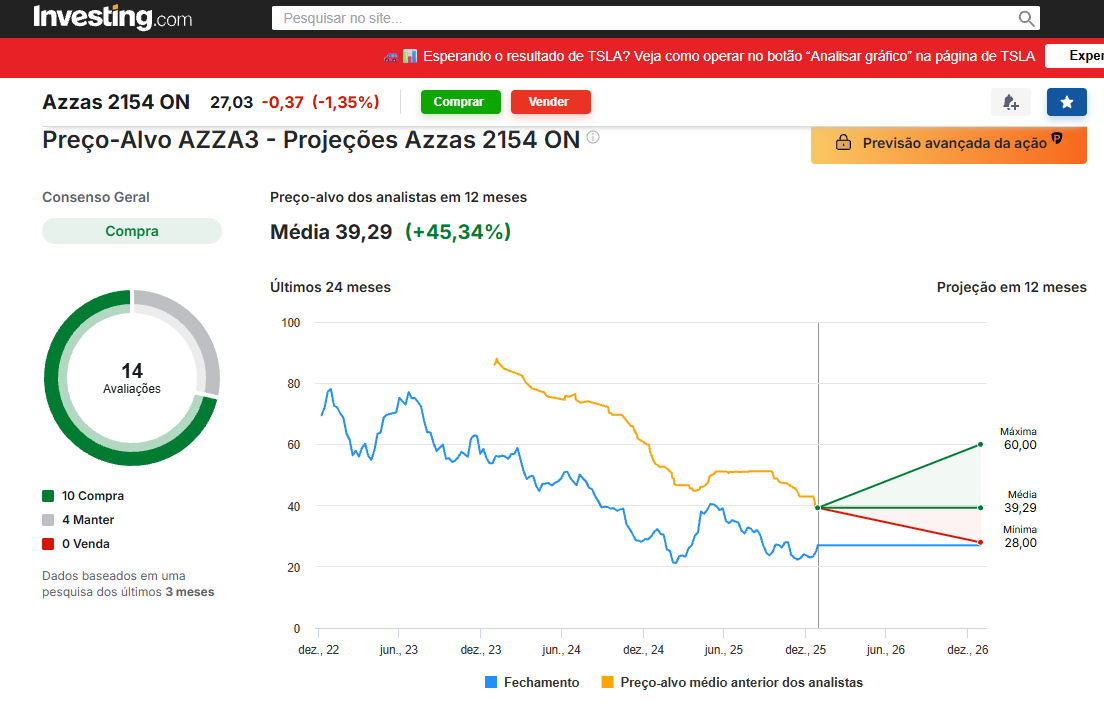 Investing.com
Pesquisar no site...
Esperando o resultado de TSLA? Veja como operar no botão “Analisar gráfico” na página de TSLA
Exper
Azzas 2154 ON 27,03 -0,37 (-1,35%) Comprar Vender
Preço-Alvo AZZA3 - Projeções Azzas 2154 ON
Previsão avançada da ação
Consenso Geral
Compra
14
Avaliações
10 Compra
4 Manter
0 Venda
Dados baseados em uma
pesquisa dos últimos 3 meses
Preço-alvo dos analistas em 12 meses
Média 39,29 (+45,34%)
Últimos 24 meses
Projeção em 12 meses
100
80
60
40
20
0
Máxima
60,00
Média
39,29
Mínima
28,00
dez., 22 jun., 23 dez., 23 jun., 24 dez., 24 jun., 25 dez., 25 jun., 26 dez., 26
Fechamento Preço-alvo médio anterior dos analistas